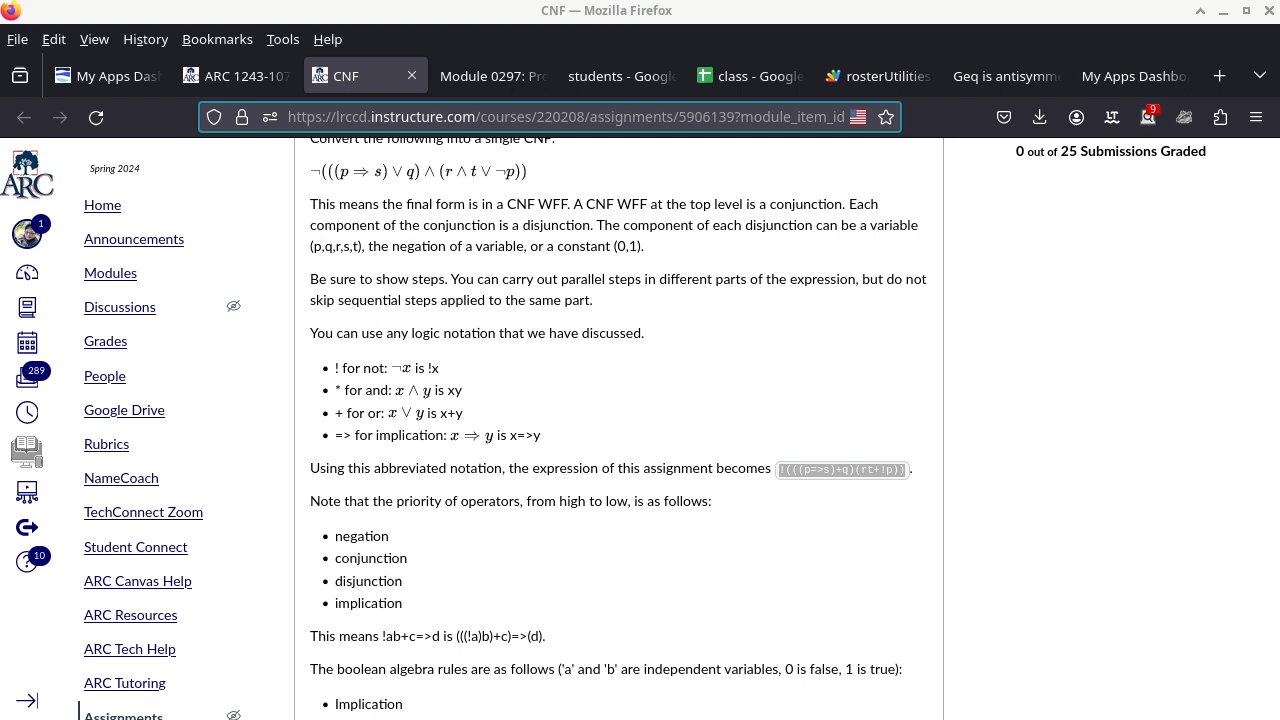 CNF — Mozilla Firefox
File Edit View History Bookmarks Tools Help
My Apps Das
ARC 1243-107
CNF
Module 0297: Pro
students - Google
class - Google
rosterUtilities
Geq is antisymme
My Apps Dashbo
https://lrccd.instructure.com/courses/220208/assignments/5906139?module_item_id
9
ARC
Spring 2024
1
289
10
Home
Announcements
Modules
Discussions
Grades
People
Google Drive
Rubrics
NameCoach
TechConnect Zoom
Student Connect
ARC Canvas Help
ARC Resources
ARC Tech Help
ARC Tutoring
Assignments
Convert the following into a single CNF:
¬(((p ⇒ s) ∨ q) ∧ (r ∧ t ∨ ¬p))
This means the final form is in a CNF WFF. A CNF WFF at the top level is a conjunction. Each
component of the conjunction is a disjunction. The component of each disjunction can be a variable
(p,q,r,s,t), the negation of a variable, or a constant (0,1).
Be sure to show steps. You can carry out parallel steps in different parts of the expression, but do not
skip sequential steps applied to the same part.
You can use any logic notation that we have discussed.
• ! for not: ¬x is !x
• * for and: x ∧ y is xy
• + for or: x ∨ y is x+y
• => for implication: x ⇒ y is x=>y
Using this abbreviated notation, the expression of this assignment becomes !(((p=>s)+q)(rt+!p)).
Note that the priority of operators, from high to low, is as follows:
• negation
• conjunction
• disjunction
• implication
This means !ab+c=>d is (((!a)b)+c)=>(d).
The boolean algebra rules are as follows ('a' and 'b' are independent variables, 0 is false, 1 is true):
• Implication
0 out of 25 Submissions Graded